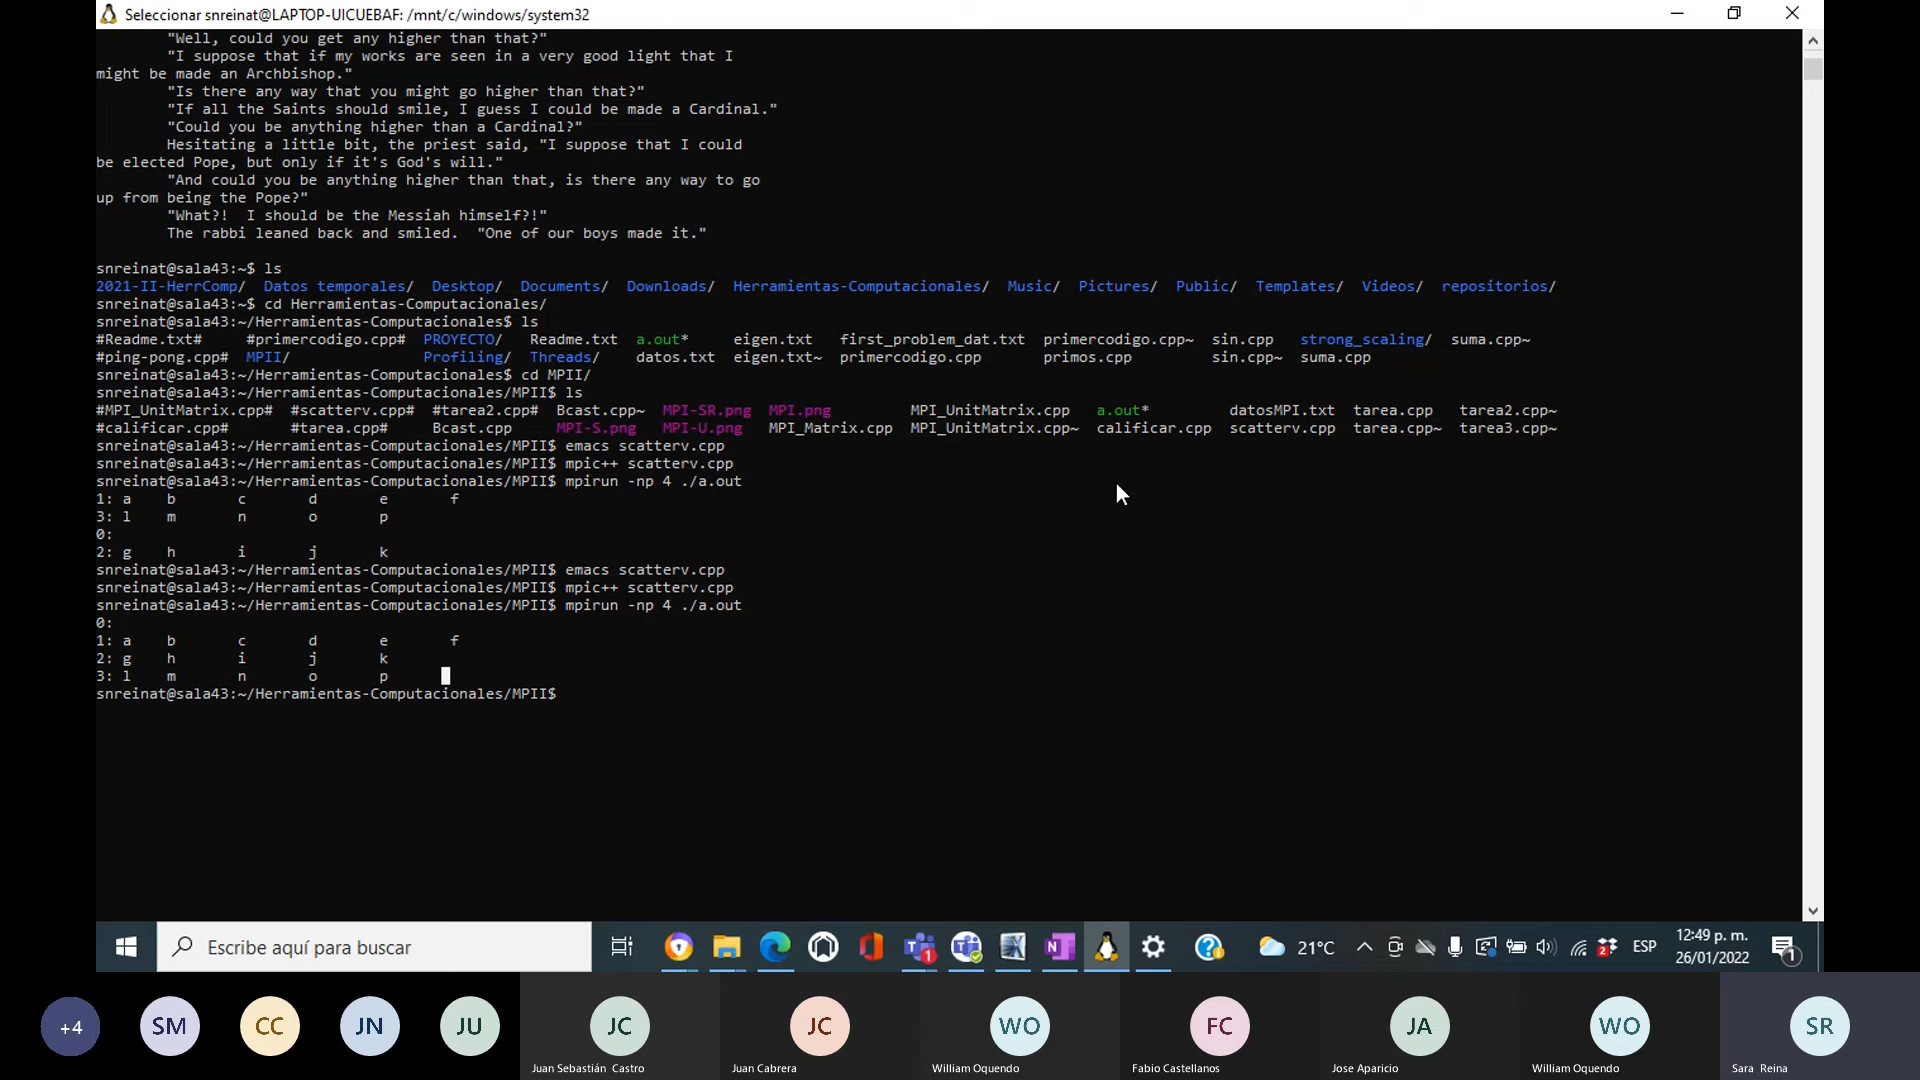 Seleccionar snreinat@LAPTOP-UICUEBAF: /mnt/c/windows/system32
"Well, could you get any higher than that?"
"I suppose that if my works are seen in a very good light that I
might be made an Archbishop."
"Is there any way that you might go higher than that?"
"If all the Saints should smile, I guess I could be made a Cardinal."
"Could you be anything higher than a Cardinal?"
Hesitating a little bit, the priest said, "I suppose that I could
be elected Pope, but only if it's God's will."
"And could you be anything higher than that, is there any way to go
up from being the Pope?"
"What?!  I should be the Messiah himself?!"
The rabbi leaned back and smiled.  "One of our boys made it."
snreinat@sala43:~$ ls
2021-II-HerrComp/  Datos temporales/  Desktop/  Documents/  Downloads/  Herramientas-Computacionales/  Music/  Pictures/  Public/  Templates/  Videos/  repositorios/
snreinat@sala43:~$ cd Herramientas-Computacionales/
snreinat@sala43:~/Herramientas-Computacionales$ ls
#Readme.txt#  #primercodigo.cpp#  PROYECTO/  Readme.txt  a.out*  eigen.txt  first_problem_dat.txt  primercodigo.cpp~  sin.cpp  strong_scaling/  suma.cpp~
#ping-pong.cpp#  MPII/  Profiling/  Threads/  datos.txt  eigen.txt~  primercodigo.cpp  primos.cpp  sin.cpp~  suma.cpp
snreinat@sala43:~/Herramientas-Computacionales$ cd MPII/
snreinat@sala43:~/Herramientas-Computacionales/MPII$ ls
#MPI_UnitMatrix.cpp#  #scatterv.cpp#  #tarea2.cpp#  Bcast.cpp~  MPI-SR.png  MPI.png  MPI_UnitMatrix.cpp  a.out*  datosMPI.txt  tarea.cpp  tarea2.cpp~
#calificar.cpp#  #tarea.cpp#  Bcast.cpp  MPI-S.png  MPI-U.png  MPI_Matrix.cpp  MPI_UnitMatrix.cpp~  calificar.cpp  scatterv.cpp  tarea.cpp~  tarea3.cpp~
snreinat@sala43:~/Herramientas-Computacionales/MPII$ emacs scatterv.cpp
snreinat@sala43:~/Herramientas-Computacionales/MPII$ mpic++ scatterv.cpp
snreinat@sala43:~/Herramientas-Computacionales/MPII$ mpirun -np 4 ./a.out
1: a  b  c  d  e  f
3: l  m  n  o  p
0:
2: g  h  i  j  k
snreinat@sala43:~/Herramientas-Computacionales/MPII$ emacs scatterv.cpp
snreinat@sala43:~/Herramientas-Computacionales/MPII$ mpic++ scatterv.cpp
snreinat@sala43:~/Herramientas-Computacionales/MPII$ mpirun -np 4 ./a.out
0:
1: a  b  c  d  e  f
2: g  h  i  j  k
3: l  m  n  o  p
snreinat@sala43:~/Herramientas-Computacionales/MPII$
Escribe aquí para buscar
1
21°C
2
ESP
12:49 p. m.
26/01/2022
1
+4
SM
CC
JN
JU
JC
JC
WO
FC
JA
WO
SR
Juan Sebastián Castro
Juan Cabrera
William Oquendo
Fabio Castellanos
Jose Aparicio
William Oquendo
Sara Reina